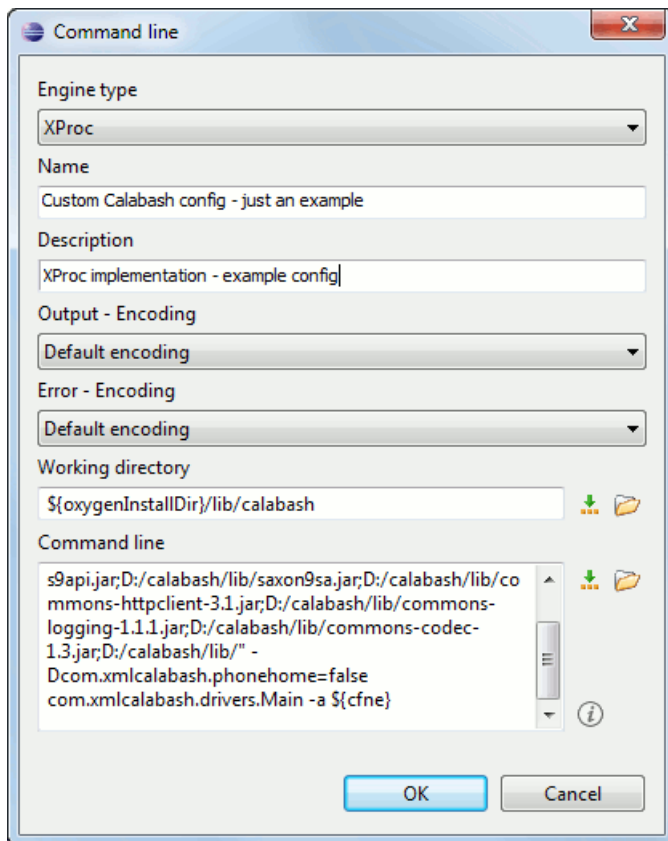 Command line
Engine type
XProc
Name
Custom Calabash config - just an example
Description
XProc implementation - example config
Output - Encoding
Default encoding
Error - Encoding
Default encoding
Working directory
${oxygenInstallDir}/lib/calabash
Command line
s9api.jar;D:/calabash/lib/saxon9sa.jar;D:/calabash/lib/co
mmons-httpclient-3.1.jar;D:/calabash/lib/commons-
logging-1.1.1.jar;D:/calabash/lib/commons-codec-
1.3.jar;D:/calabash/lib/" -
Dcom.xmlcalabash.phonehome=false
com.xmlcalabash.drivers.Main -a ${cfne}
OK
Cancel